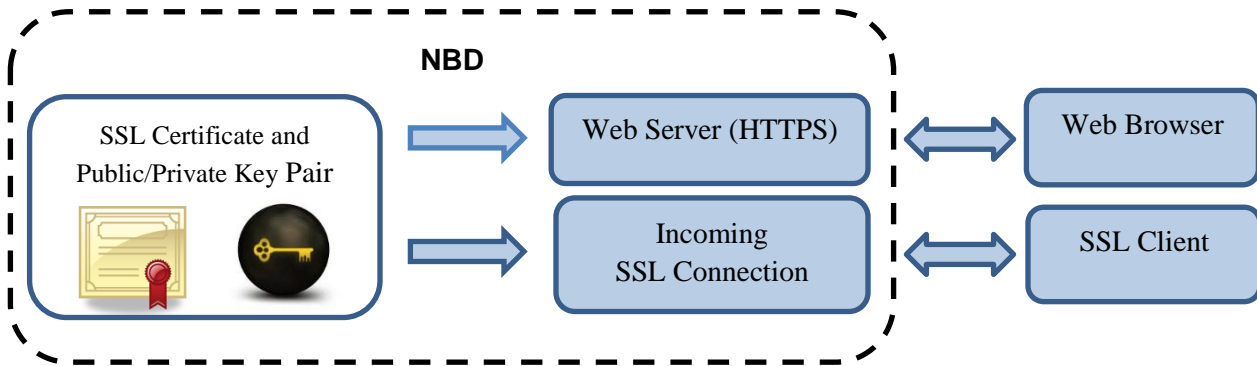 NBD
SSL Certificate and
Public/Private Key Pair
Web Server (HTTPS)
Incoming
SSL Connection
Web Browser
SSL Client